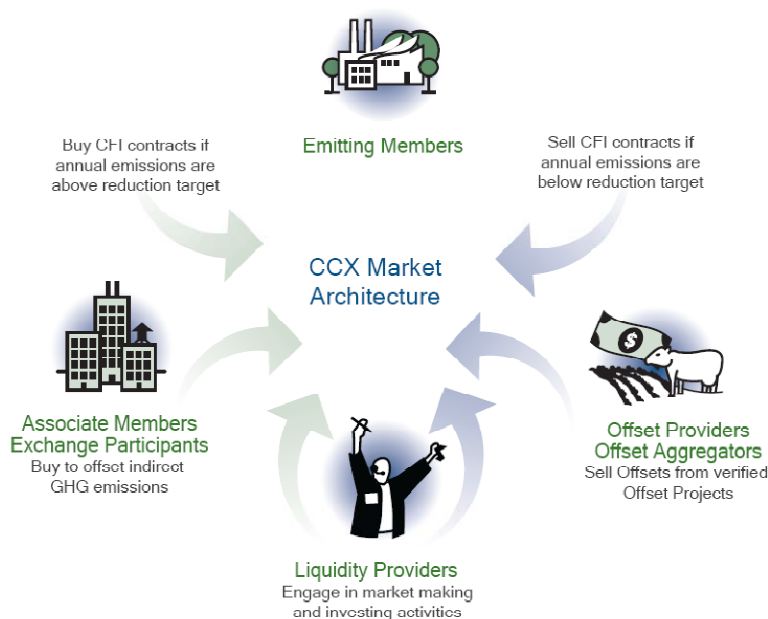 Emitting Members
Buy CFI contracts if
annual emissions are
above reduction target
Sell CFI contracts if
annual emissions are
below reduction target
CCX Market
Architecture
$
Associate Members
Exchange Participants
Buy to offset indirect
GHG emissions
Offset Providers
Offset Aggregators
Sell Offsets from verified
Offset Projects
Liquidity Providers
Engage in market making
and investing activities